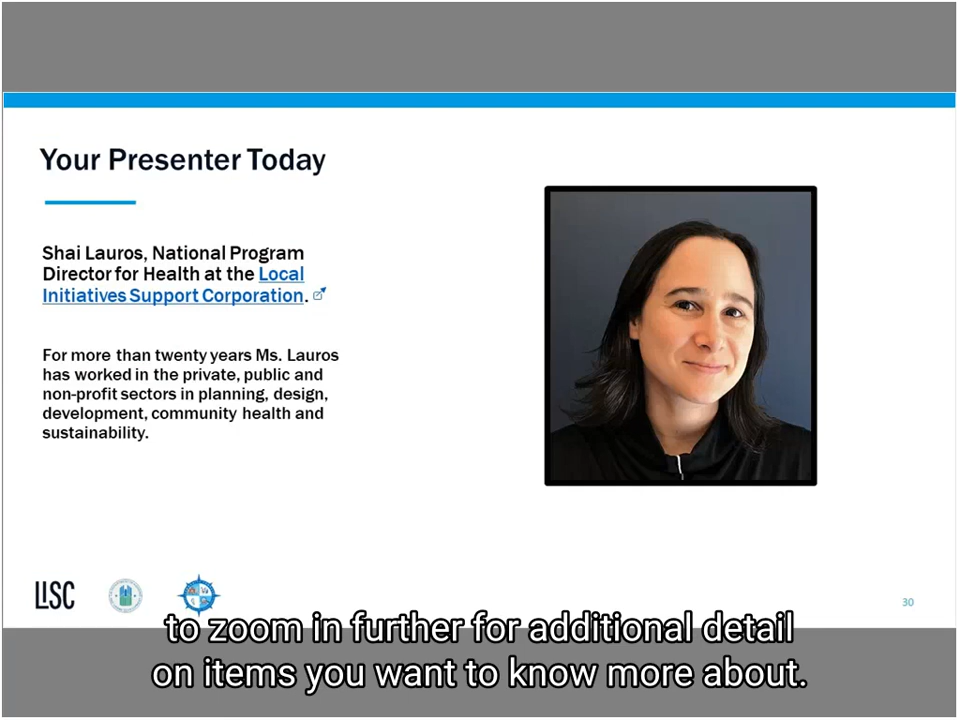 Your Presenter Today
Shai Lauros, National Program
Director for Health at the Local
Initiatives Support Corporation.
For more than twenty years Ms. Lauros
has worked in the private, public and
non-profit sectors in planning, design,
development, community health and
sustainability.
LISC
30
to zoom in further for additional detail
on items you want to know more about.